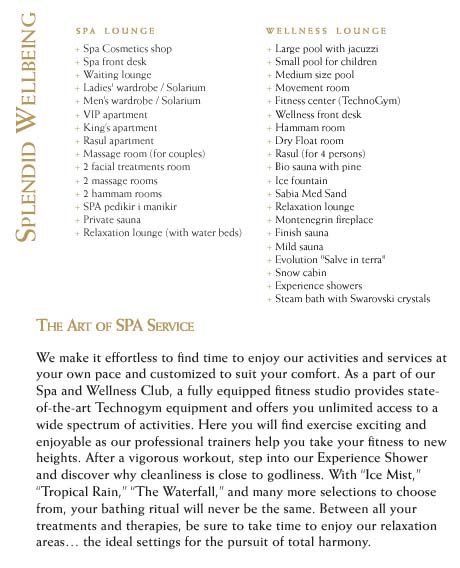 SPLENDID WELLBEING
SPA LOUNGE
+ Spa Cosmetics shop
+ Spa front desk
+ Waiting lounge
+ Ladies' wardrobe / Solarium
+ Men's wardrobe / Solarium
+ VIP apartment
+ King's apartment
+ Rasul apartment
+ Massage room (for couples)
+ 2 facial treatments room
+ 2 massage rooms
+ 2 hammam rooms
+ SPA pedikir i manikir
+ Private sauna
+ Relaxation lounge (with water beds)
WELLNESS LOUNGE
+ Large pool with jacuzzi
+ Small pool for children
+ Medium size pool
+ Movement room
+ Fitness center (TechnoGym)
+ Wellness front desk
+ Hammam room
+ Dry Float room
+ Rasul (for 4 persons)
+ Bio sauna with pine
+ Ice fountain
+ Sabia Med Sand
+ Relaxation lounge
+ Montenegrin fireplace
+ Finish sauna
+ Mild sauna
+ Evolution "Salve in terra"
+ Snow cabin
+ Experience showers
+ Steam bath with Swarovski crystals
THE ART OF SPA SERVICE
We make it effortless to find time to enjoy our activities and services at
your own pace and customized to suit your comfort. As a part of our
Spa and Wellness Club, a fully equipped fitness studio provides state-
of-the-art Technogym equipment and offers you unlimited access to a
wide spectrum of activities. Here you will find exercise exciting and
enjoyable as our professional trainers help you take your fitness to new
heights. After a vigorous workout, step into our Experience Shower
and discover why cleanliness is close to godliness. With “Ice Mist,”
“Tropical Rain,” “The Waterfall,” and many more selections to choose
from, your bathing ritual will never be the same. Between all your
treatments and therapies, be sure to take time to enjoy our relaxation
areas… the ideal settings for the pursuit of total harmony.